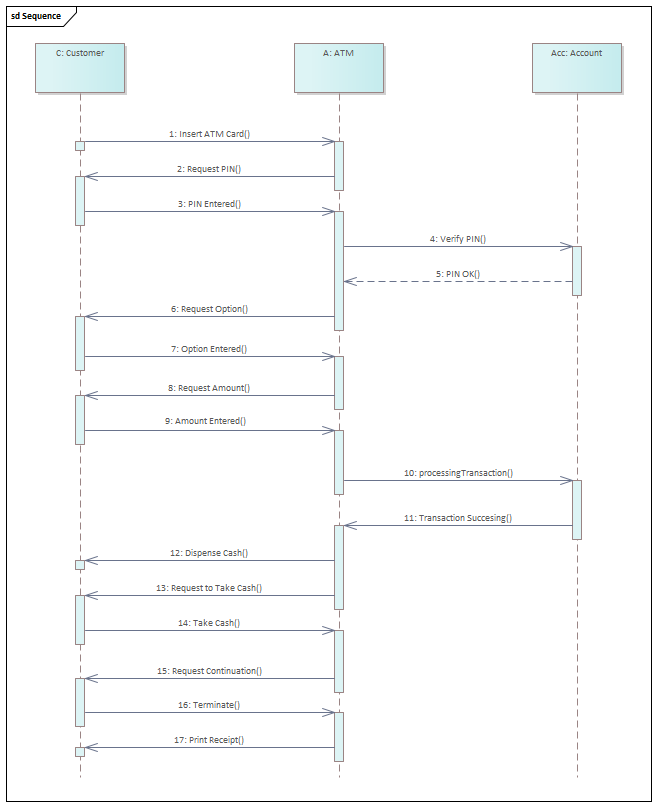 sd Sequence
C: Customer
A: ATM
Acc: Account
1: Insert ATM Card()
2: Request PIN()
3: PIN Entered()
4: Verify PIN()
5: PIN OK()
6: Request Option()
7: Option Entered()
8: Request Amount()
9: Amount Entered()
10: processingTransaction()
11: Transaction Succesing()
12: Dispense Cash()
13: Request to Take Cash()
14: Take Cash()
15: Request Continuation()
16: Terminate()
17: Print Receipt()